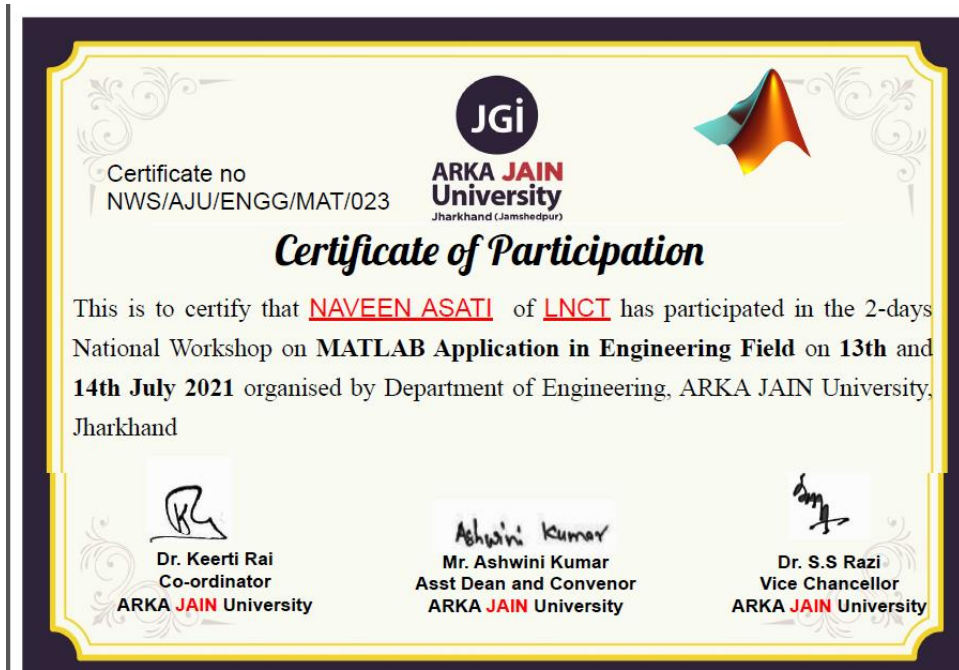 JGi
ARKA JAIN
University
Jharkhand (Jamshedpur)
Certificate no
NWS/AJU/ENGG/MAT/023
Certificate of Participation
This is to certify that NAVEEN ASATI of LNCT has participated in the 2-days
National Workshop on MATLAB Application in Engineering Field on 13th and
14th July 2021 organised by Department of Engineering, ARKA JAIN University,
Jharkhand
Ashwini Kumar
Dr. Keerti Rai
Co-ordinator
ARKA JAIN University
Mr. Ashwini Kumar
Asst Dean and Convenor
ARKA JAIN University
Dr. S.S Razi
Vice Chancellor
ARKA JAIN University